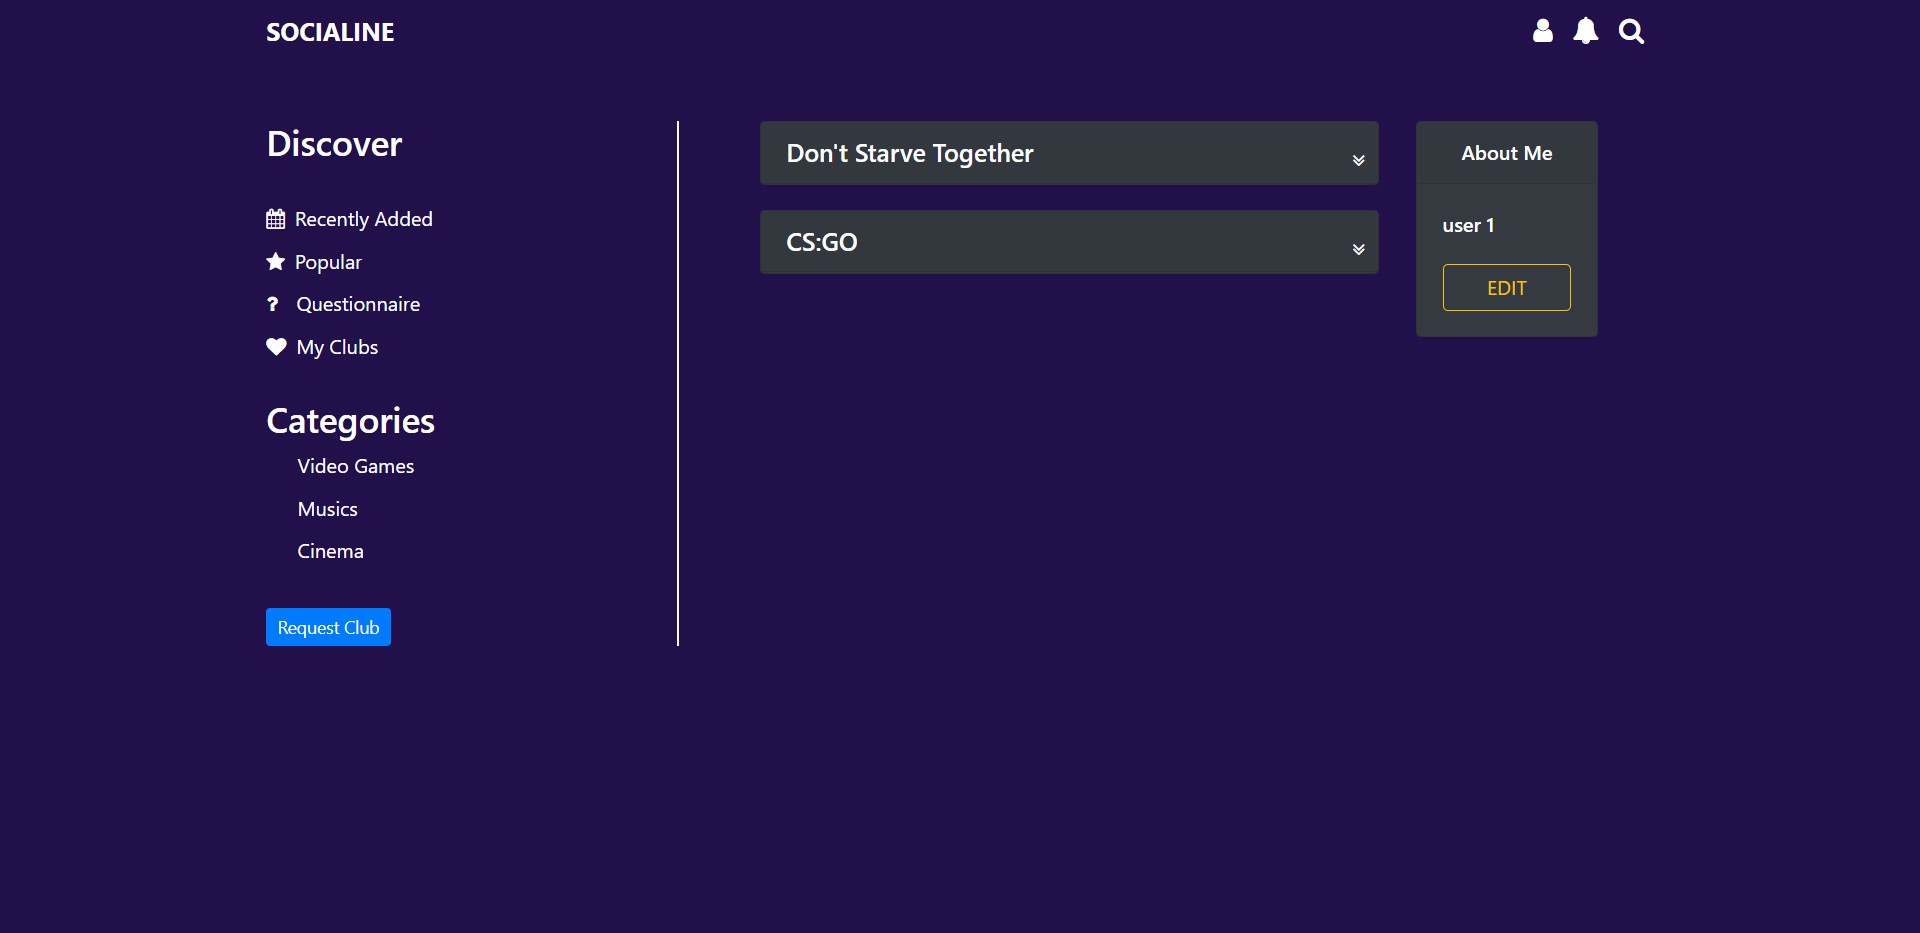 SOCIALINE
Discover
Recently Added
Popular
Questionnaire
My Clubs
Categories
Video Games
Musics
Cinema
Request Club
Don't Starve Together
CS:GO
About Me
user 1
EDIT